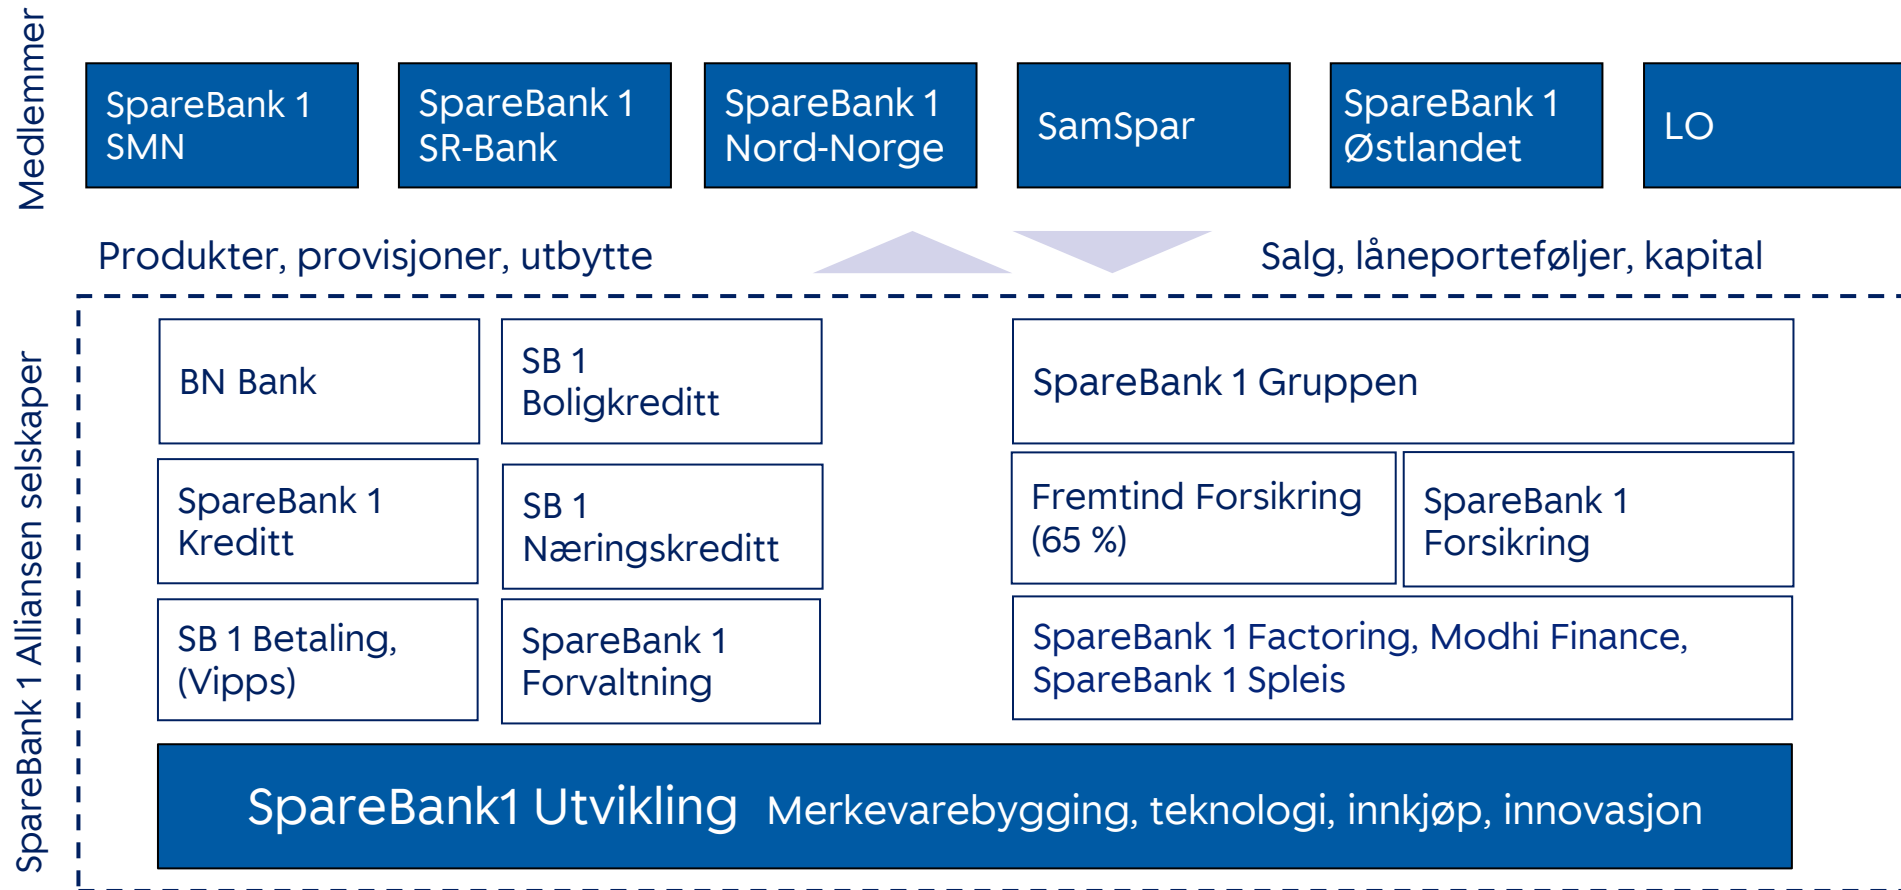 Medlemmer
SpareBank 1
SMN
SpareBank 1
SR-Bank
SpareBank 1
Nord-Norge
SamSpar
SpareBank 1
Østlandet
LO
Produkter, provisjoner, utbytte
Salg, låneporteføljer, kapital
SpareBank 1 Alliansen selskaper
BN Bank
SB 1
Boligkreditt
SpareBank 1 Gruppen
SpareBank 1
Kreditt
SB 1
Næringskreditt
Fremtind Forsikring
(65 %)
SpareBank 1
Forsikring
SB 1 Betaling,
(Vipps)
SpareBank 1
Forvaltning
SpareBank 1 Factoring, Modhi Finance,
SpareBank 1 Spleis
SpareBank1 Utvikling Merkevarebygging, teknologi, innkjøp, innovasjon